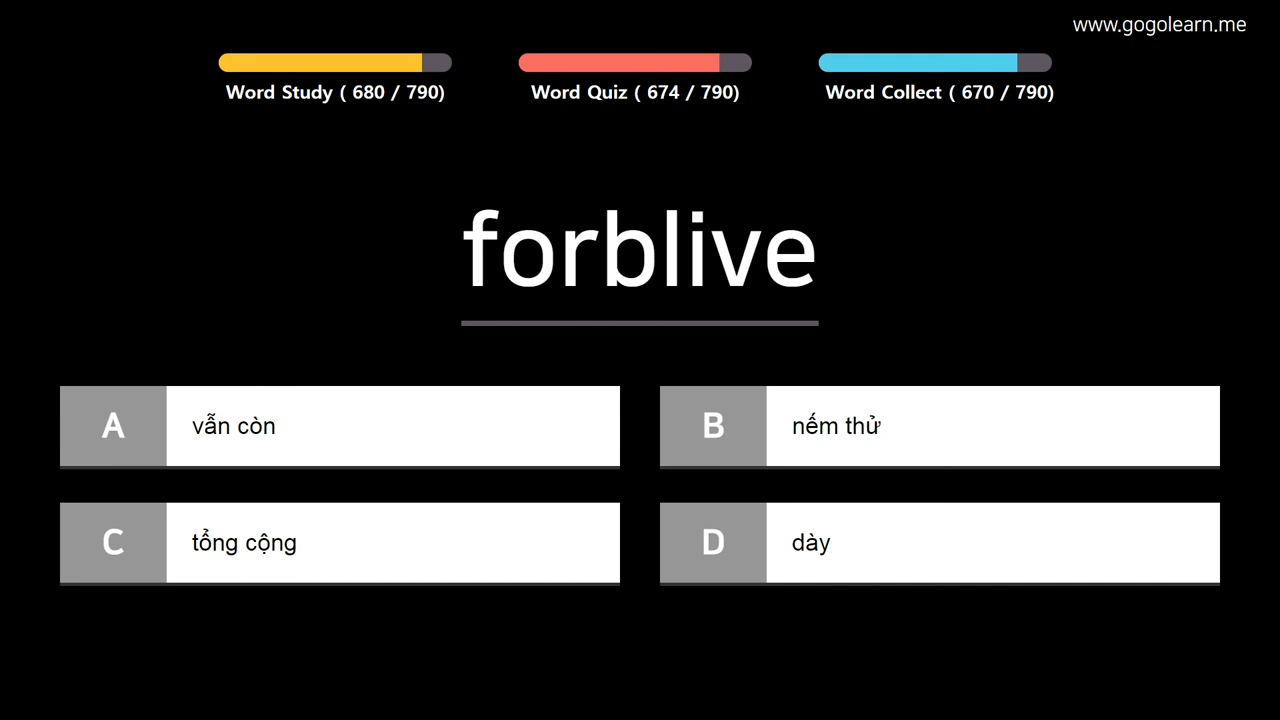 www.gogolearn.me
Word Study ( 680 / 790)
Word Quiz ( 674 / 790)
Word Collect ( 670 / 790)
forblive
A vẫn còn
B nếm thử
C tổng cộng
D dày